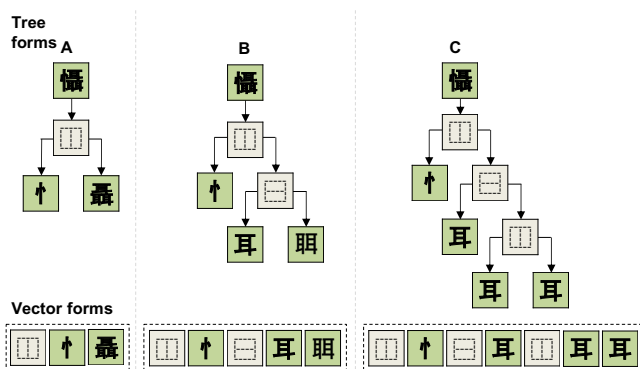 Tree
forms
A B C
懾 懾 懾
⿰ ⿰ ⿰
忄 聶 忄 ⿱ 忄 ⿱
耳 聑 耳 ⿰
耳 耳
Vector forms
⿰ 忄 聶 ⿰ 忄 ⿱ 耳 聑 ⿰ 忄 ⿱ 耳 ⿰ 耳 耳